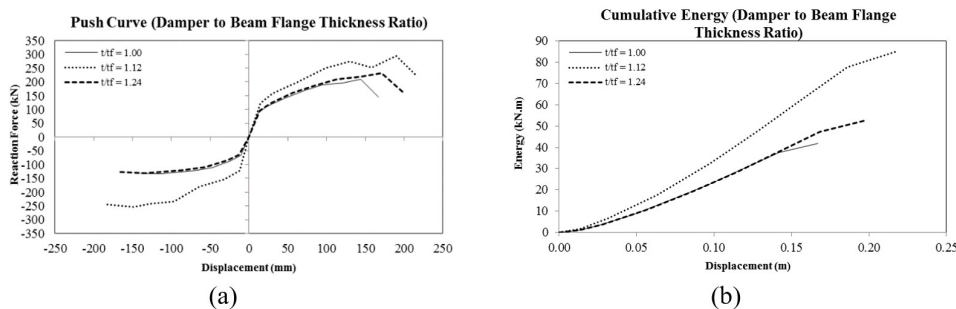 Push Curve (Damper to Beam Flange Thickness Ratio)
350
300
250
200
150
100
50
0
-50
-100
-150
-200
-250
-300
-350
Reaction Force (kN)
t/tf = 1.00
t/tf = 1.12
t/tf = 1.24
-250 -200 -150 -100 -50 0 50 100 150 200 250
Displacement (mm)
(a)
Cumulative Energy (Damper to Beam Flange
Thickness Ratio)
90
80
70
60
50
40
30
20
10
0
Energy (kN.m)
t/tf = 1.00
t/tf = 1.12
t/tf = 1.24
0.00 0.05 0.10 0.15 0.20 0.25
Displacement (m)
(b)